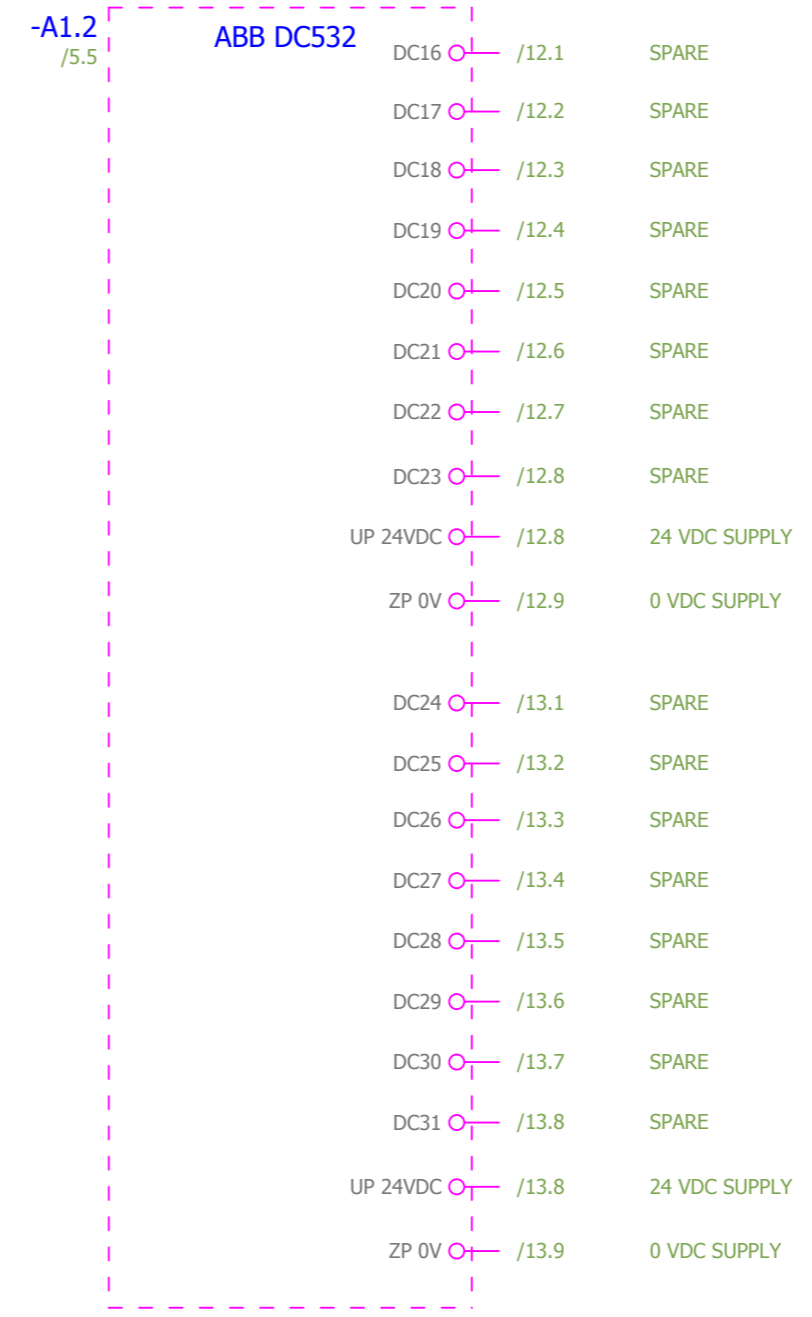 -A1.2
/5.5
ABB DC532
DC16 /12.1 SPARE
DC17 /12.2 SPARE
DC18 /12.3 SPARE
DC19 /12.4 SPARE
DC20 /12.5 SPARE
DC21 /12.6 SPARE
DC22 /12.7 SPARE
DC23 /12.8 SPARE
UP 24VDC /12.8 24 VDC SUPPLY
ZP 0V /12.9 0 VDC SUPPLY
DC24 /13.1 SPARE
DC25 /13.2 SPARE
DC26 /13.3 SPARE
DC27 /13.4 SPARE
DC28 /13.5 SPARE
DC29 /13.6 SPARE
DC30 /13.7 SPARE
DC31 /13.8 SPARE
UP 24VDC /13.8 24 VDC SUPPLY
ZP 0V /13.9 0 VDC SUPPLY